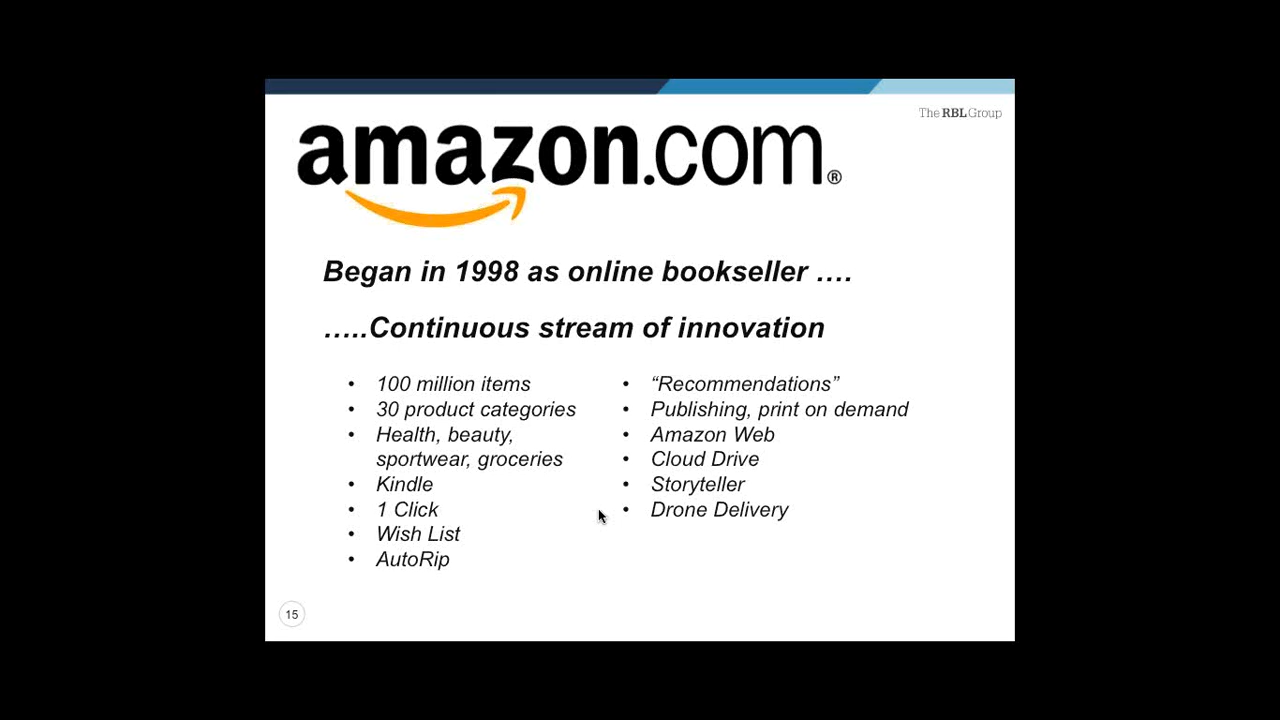 The RBL Group
amazon.com®
Began in 1998 as online bookseller ….
…..Continuous stream of innovation
• 100 million items
• 30 product categories
• Health, beauty,
sportwear, groceries
• Kindle
• 1 Click
• Wish List
• AutoRip
• “Recommendations”
• Publishing, print on demand
• Amazon Web
• Cloud Drive
• Storyteller
• Drone Delivery
15